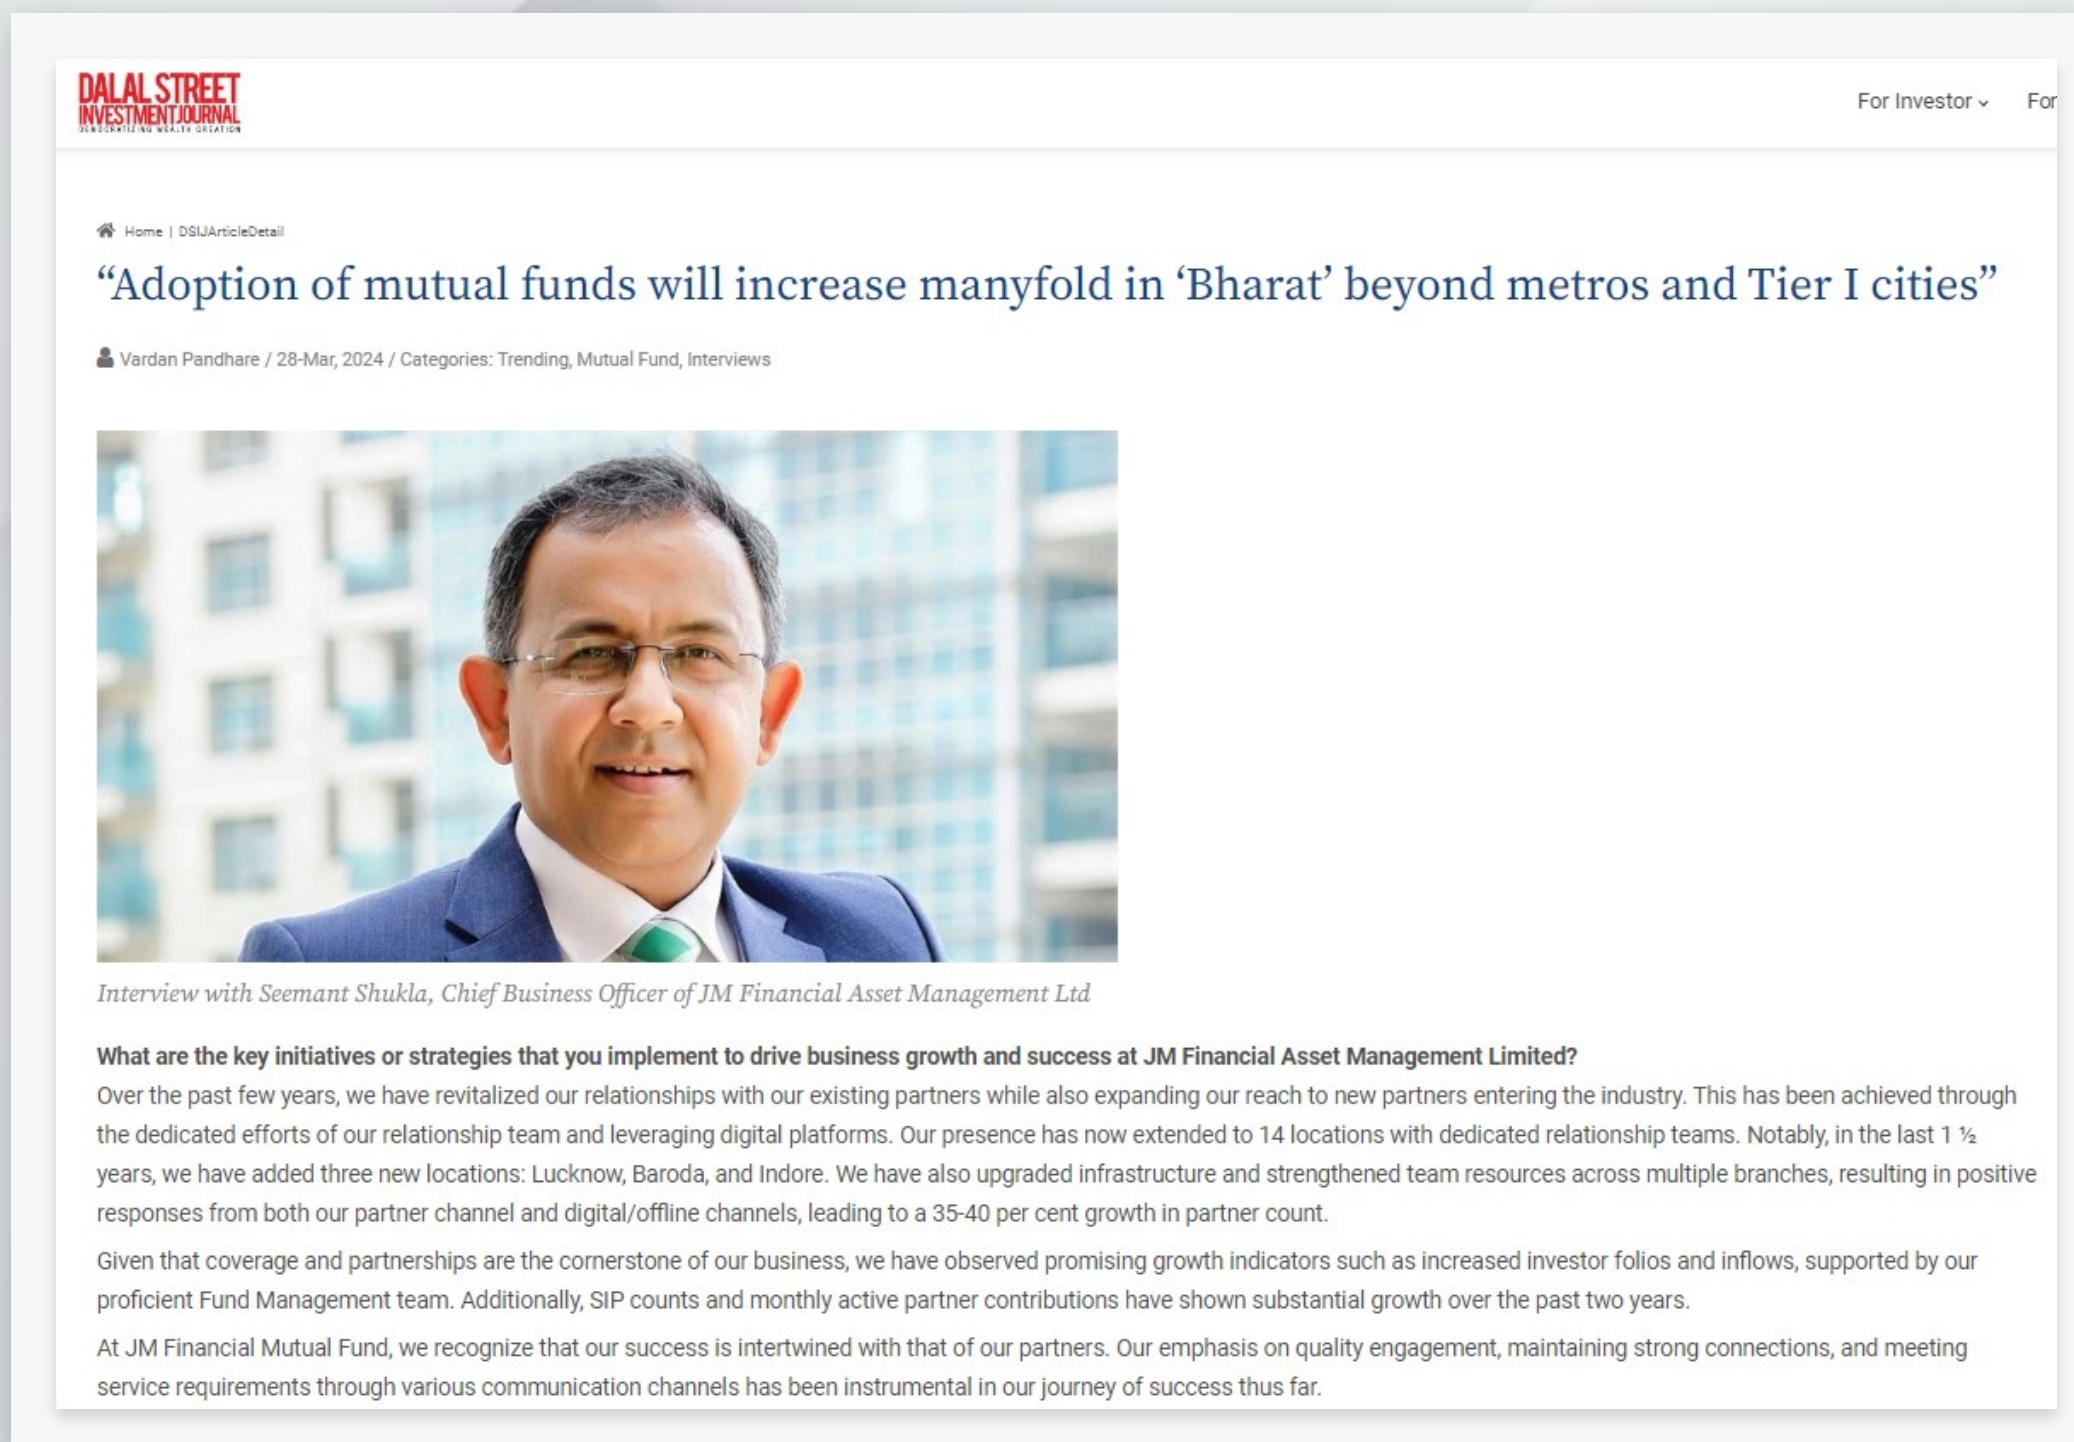 DALAL STREET
INVESTMENT JOURNAL
DEMOCRATIZING WEALTH CREATION
For Investor
For
Home | DSIJArticleDetail
“Adoption of mutual funds will increase manyfold in ‘Bharat’ beyond metros and Tier I cities”
Vardan Pandhare / 28-Mar, 2024 / Categories: Trending, Mutual Fund, Interviews
Interview with Seemant Shukla, Chief Business Officer of JM Financial Asset Management Ltd
What are the key initiatives or strategies that you implement to drive business growth and success at JM Financial Asset Management Limited?
Over the past few years, we have revitalized our relationships with our existing partners while also expanding our reach to new partners entering the industry. This has been achieved through
the dedicated efforts of our relationship team and leveraging digital platforms. Our presence has now extended to 14 locations with dedicated relationship teams. Notably, in the last 1 ½
years, we have added three new locations: Lucknow, Baroda, and Indore. We have also upgraded infrastructure and strengthened team resources across multiple branches, resulting in positive
responses from both our partner channel and digital/offline channels, leading to a 35-40 per cent growth in partner count.
Given that coverage and partnerships are the cornerstone of our business, we have observed promising growth indicators such as increased investor folios and inflows, supported by our
proficient Fund Management team. Additionally, SIP counts and monthly active partner contributions have shown substantial growth over the past two years.
At JM Financial Mutual Fund, we recognize that our success is intertwined with that of our partners. Our emphasis on quality engagement, maintaining strong connections, and meeting
service requirements through various communication channels has been instrumental in our journey of success thus far.